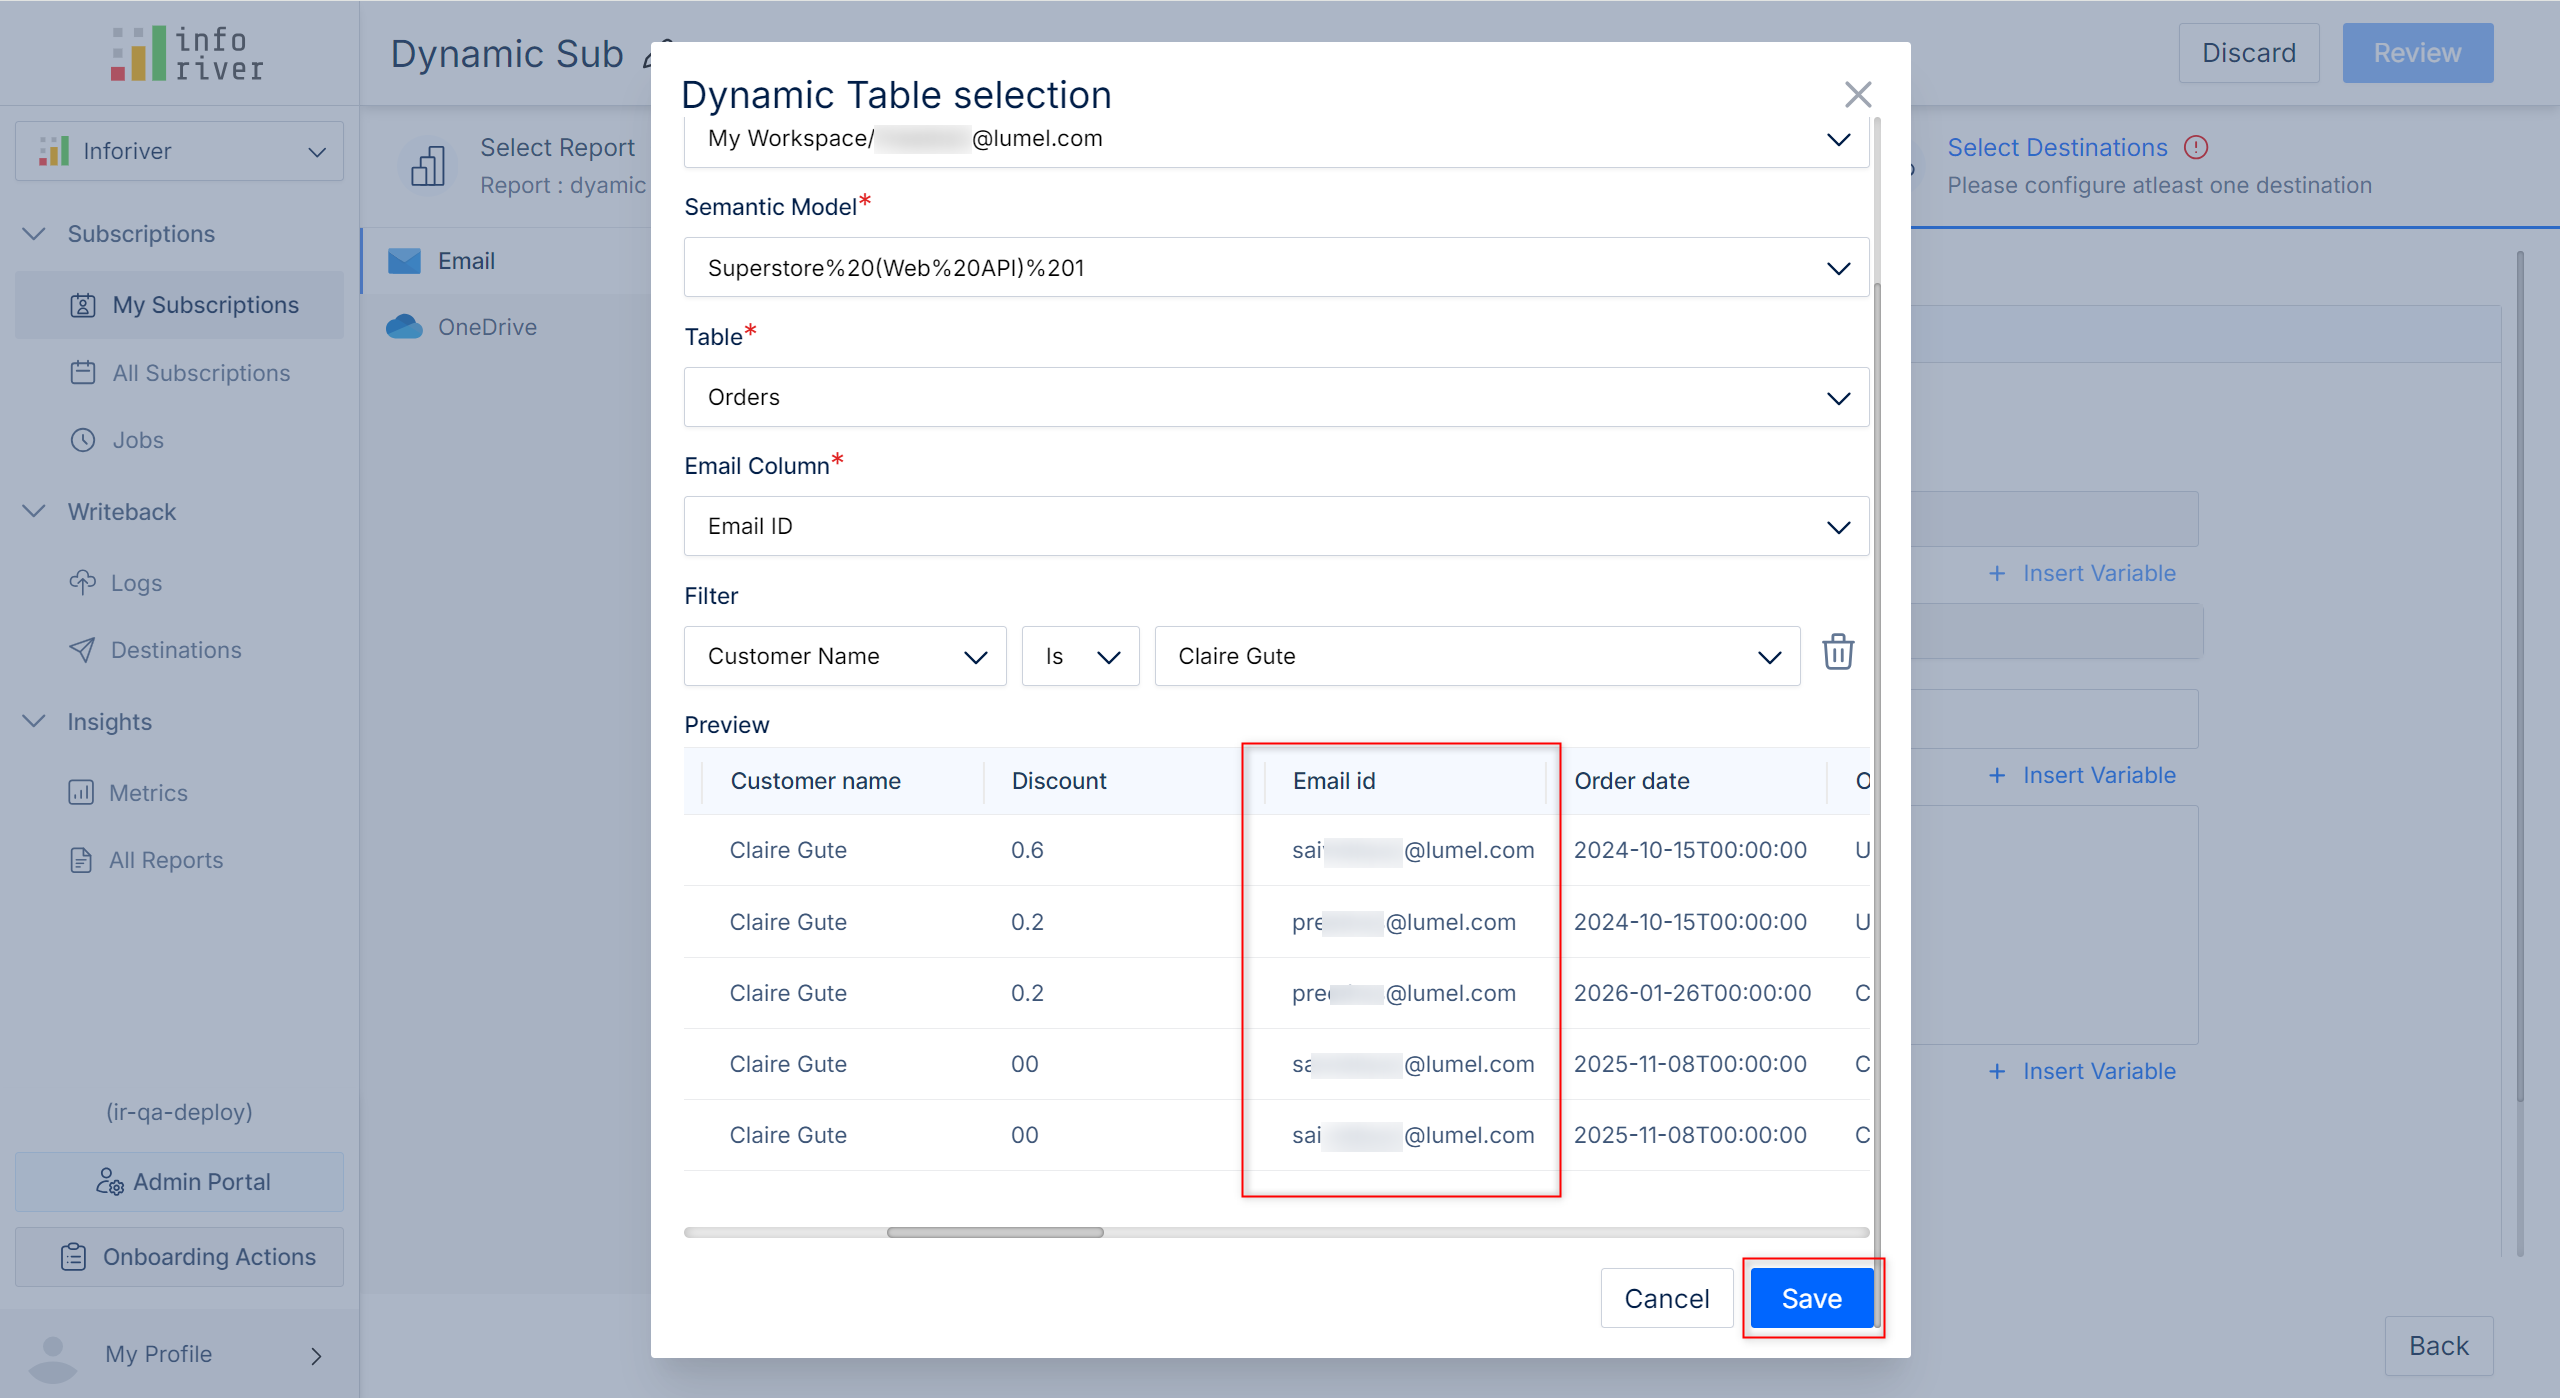 info
river
Dynamic Sub
Discard
Review
Inforiver
Subscriptions
My Subscriptions
All Subscriptions
Jobs
Writeback
Logs
Destinations
Insights
Metrics
All Reports
(ir-qa-deploy)
Admin Portal
Onboarding Actions
My Profile
Select Report
Report : dyamic
Email
OneDrive
Select Destinations
Please configure atleast one destination
Dynamic Table selection
My Workspace/ @lumel.com
Semantic Model*
Superstore%20(Web%20API)%201
Table*
Orders
Email Column*
Email ID
Filter
Customer Name Is Claire Gute
Preview
Customer name Discount Email id Order date O
Claire Gute 0.6 sai @lumel.com 2024-10-15T00:00:00 U
Claire Gute 0.2 pre @lumel.com 2024-10-15T00:00:00 U
Claire Gute 0.2 pree @lumel.com 2026-01-26T00:00:00 C
Claire Gute 00 sa @lumel.com 2025-11-08T00:00:00 C
Claire Gute 00 sai @lumel.com 2025-11-08T00:00:00 C
Cancel Save
+ Insert Variable
+ Insert Variable
+ Insert Variable
Back